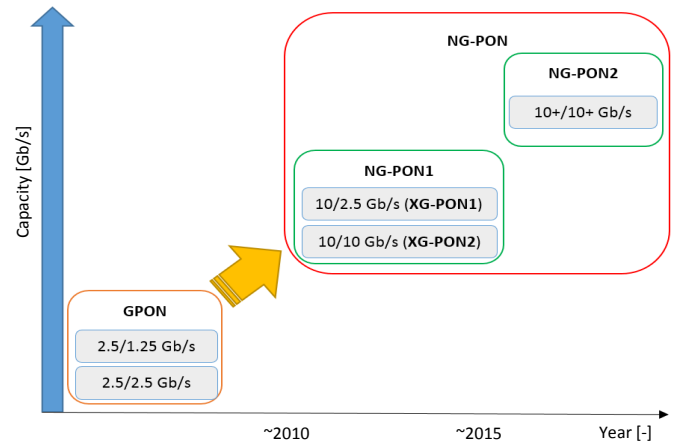 NG-PON
NG-PON2
10+/10+ Gb/s
Capacity [Gb/s]
NG-PON1
10/2.5 Gb/s (XG-PON1)
10/10 Gb/s (XG-PON2)
GPON
2.5/1.25 Gb/s
2.5/2.5 Gb/s
~2010
~2015
Year [-]